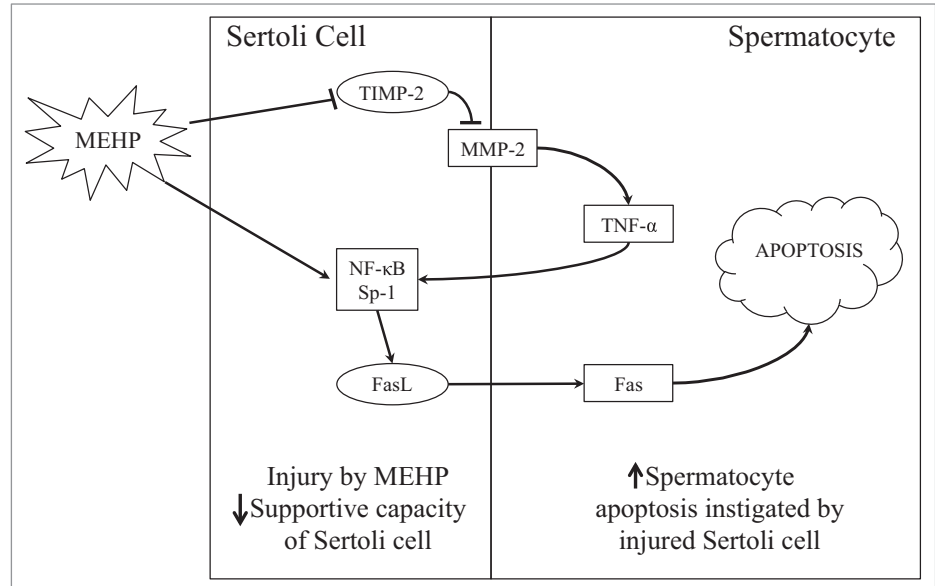 Sertoli Cell
Spermatocyte
TIMP-2
MEHP
MMP-2
TNF-α
APOPTOSIS
NF-κB
Sp-1
FasL
Fas
Injury by MEHP
↓Supportive capacity
of Sertoli cell
↑Spermatocyte
apoptosis instigated by
injured Sertoli cell